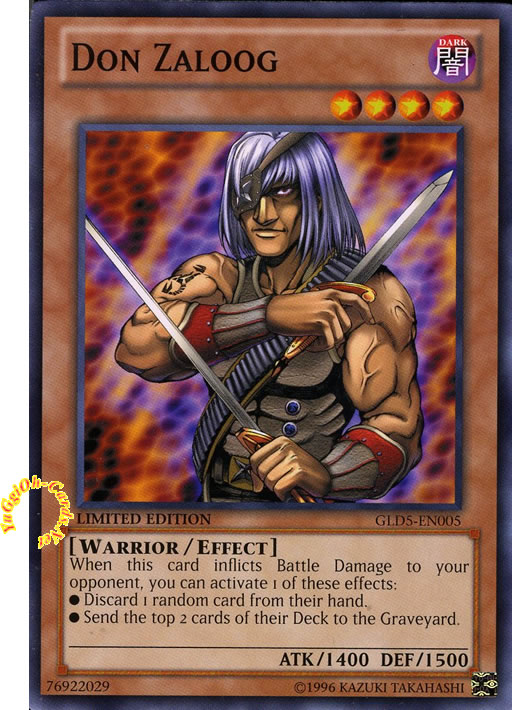 DON ZALOOG
DARK
闇
LIMITED EDITION
GLD5-EN005
[WARRIOR / EFFECT]
When this card inflicts Battle Damage to your
opponent, you can activate 1 of these effects:
● Discard 1 random card from their hand.
● Send the top 2 cards of their Deck to the Graveyard.
ATK/1400 DEF/1500
76922029
©1996 KAZUKI TAKAHASHI
YuGgiOh-Cards.Net